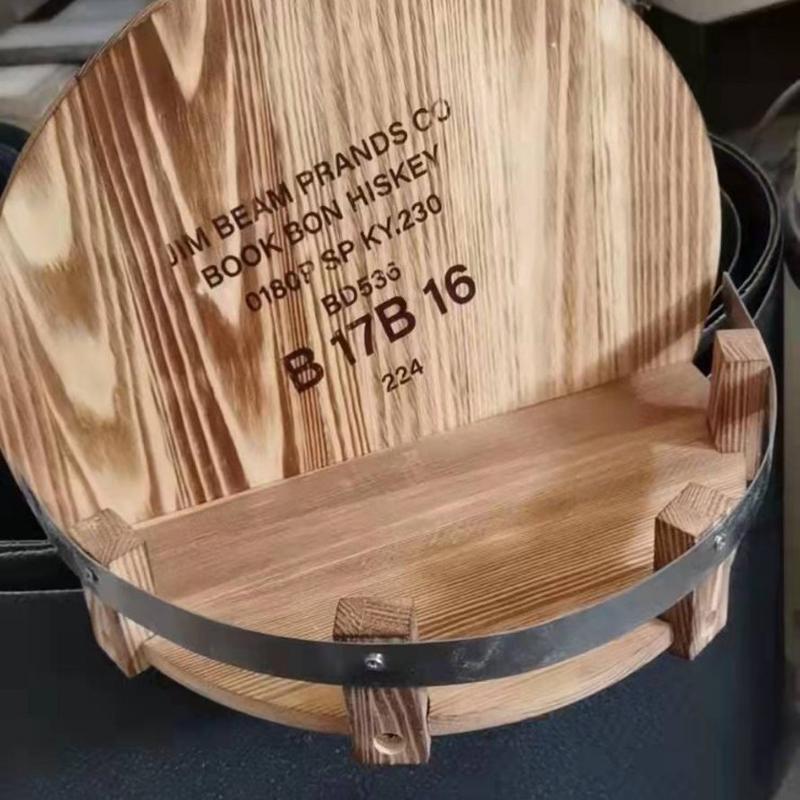 JIM BEAM PRANDS CO
BOOK BON HISKEY
0180P SP KY.230
BD536
B 17B 16
224